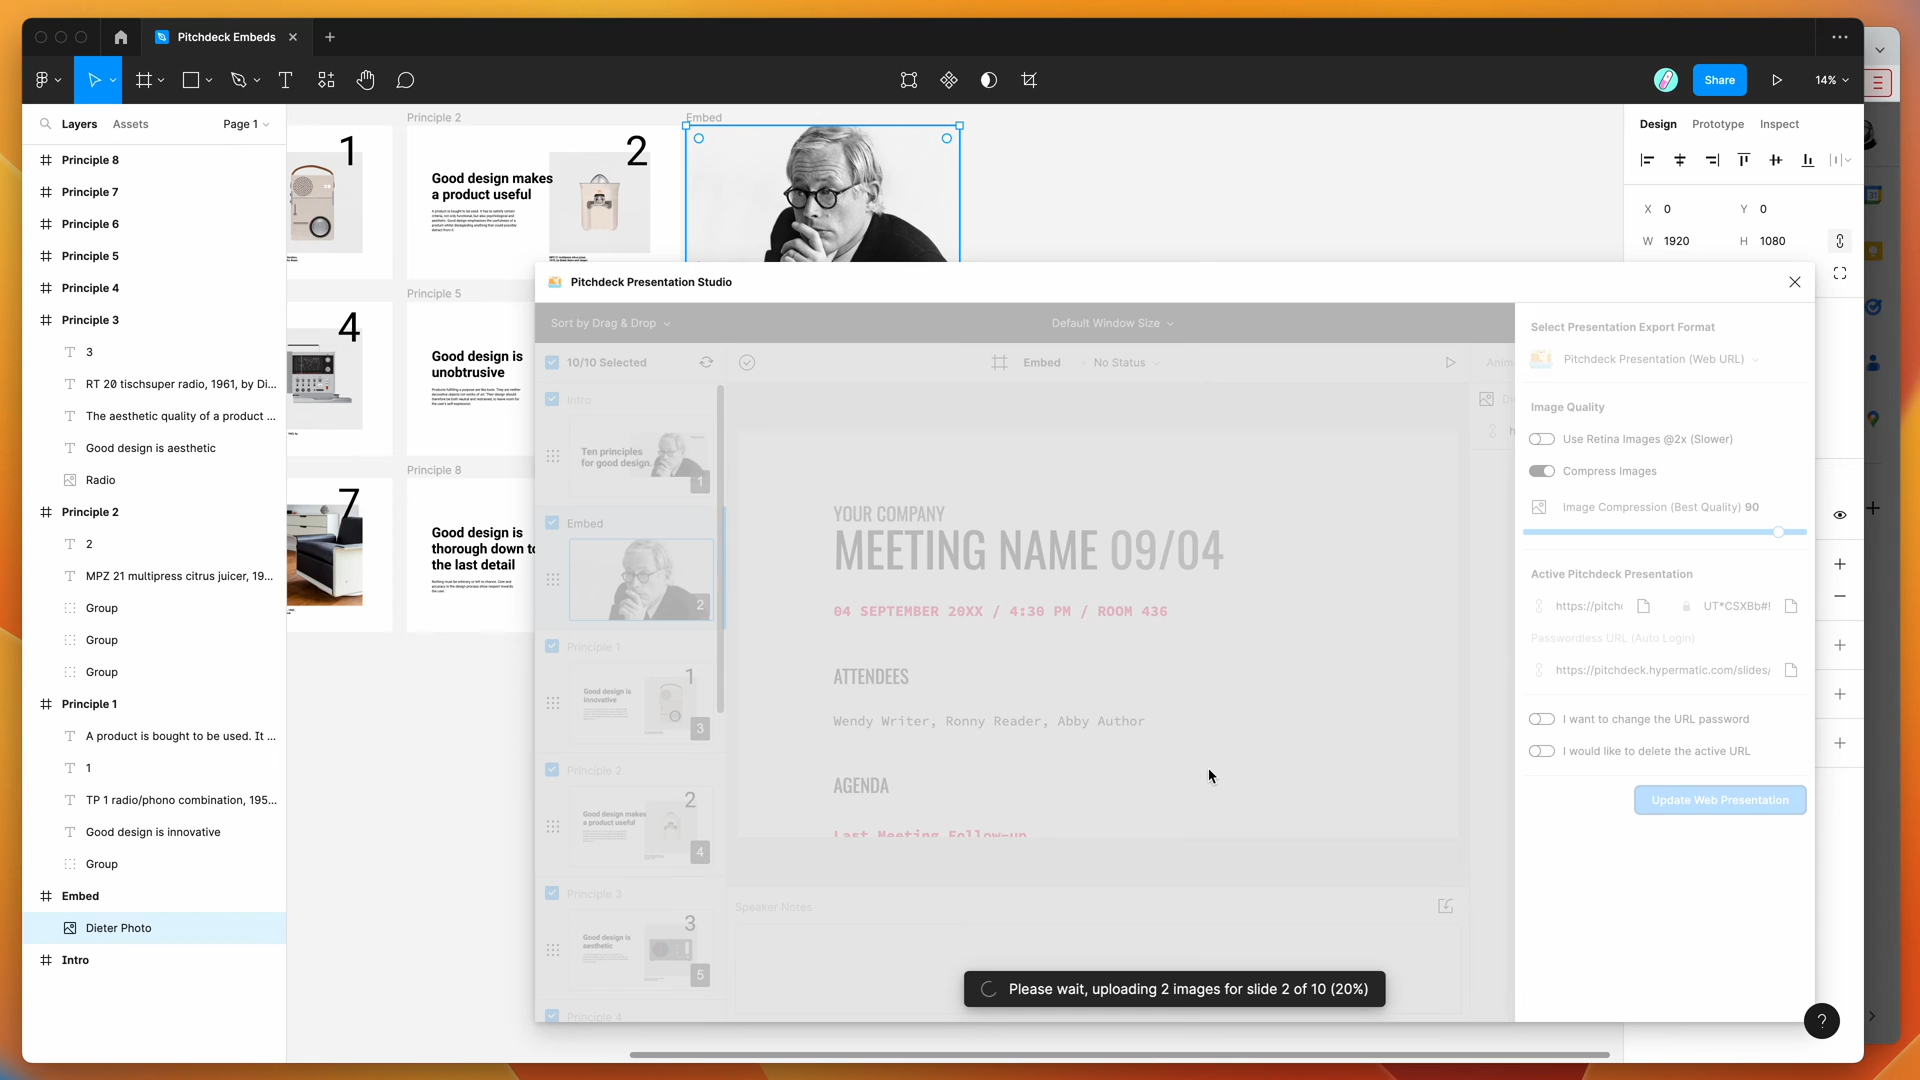 Pitchdeck Embeds
Share
14%
Layers
Assets
Page 1
Principle 8
Principle 7
Principle 6
Principle 5
Principle 4
Principle 3
3
RT 20 tischsuper radio, 1961, by Di...
The aesthetic quality of a product ...
Good design is aesthetic
Radio
Principle 2
2
MPZ 21 multipress citrus juicer, 19...
Group
Group
Group
Principle 1
A product is bought to be used. It ...
1
TP 1 radio/phono combination, 195...
Good design is innovative
Group
Embed
Dieter Photo
Intro
1
Principle 2
2
Good design makes
a product useful
Embed
4
Principle 5
Good design is
unobtrusive
7
Principle 8
Good design is
thorough down to
the last detail
Design
Prototype
Inspect
X 0
Y 0
W 1920
H 1080
Pitchdeck Presentation Studio
Sort by Drag & Drop
Default Window Size
10/10 Selected
Embed
No Status
Intro
Ten principles
for good design.
1
Embed
2
Principle 1
1
Good design is
innovative
3
Principle 2
2
Good design makes
a product useful
4
Principle 3
3
Good design is
aesthetic
5
Principle 4
YOUR COMPANY
MEETING NAME 09/04
04 SEPTEMBER 20XX / 4:30 PM / ROOM 436
ATTENDEES
Wendy Writer, Ronny Reader, Abby Author
AGENDA
Last Meeting Follow-up
Speaker Notes
Please wait, uploading 2 images for slide 2 of 10 (20%)
Select Presentation Export Format
Pitchdeck Presentation (Web URL)
Image Quality
Use Retina Images @2x (Slower)
Compress Images
Image Compression (Best Quality) 90
Active Pitchdeck Presentation
https://pitch
UT*CSXBb#!
Passwordless URL (Auto Login)
https://pitchdeck.hypermatic.com/slides/
I want to change the URL password
I would like to delete the active URL
Update Web Presentation
?